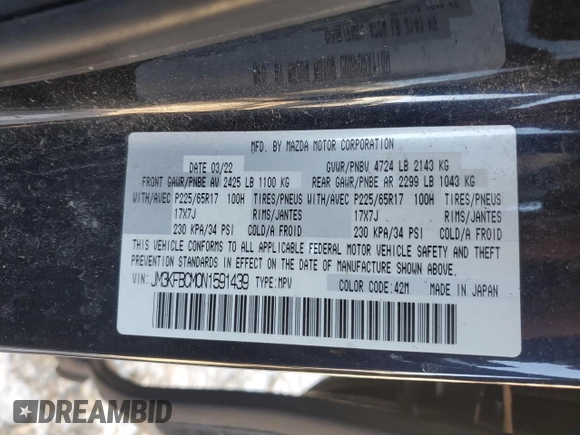 MFD. BY MAZDA MOTOR CORPORATION
DATE 03/22 GVWR/PNBV 4724 LB 2143 KG
FRONT GAWR/PNBE AV 2425 LB 1100 KG REAR GAWR/PNBE AR 2299 LB 1043 KG
WITH/AVEC P225/65R17 100H TIRES/PNEUS WITH/AVEC P225/65R17 100H TIRES/PNEUS
17X7J RIMS/JANTES 17X7J RIMS/JANTES
230 KPA/34 PSI COLD/A FROID 230 KPA/34 PSI COLD/A FROID
THIS VEHICLE CONFORMS TO ALL APPLICABLE FEDERAL MOTOR VEHICLE SAFETY AND THEFT
PREVENTION STANDARDS IN EFFECT ON THE DATE OF MANUFACTURE SHOWN ABOVE.
VIN: JM3KFBCM0N1591439 TYPE:MPV COLOR CODE:42M MADE IN JAPAN
DREAMBID